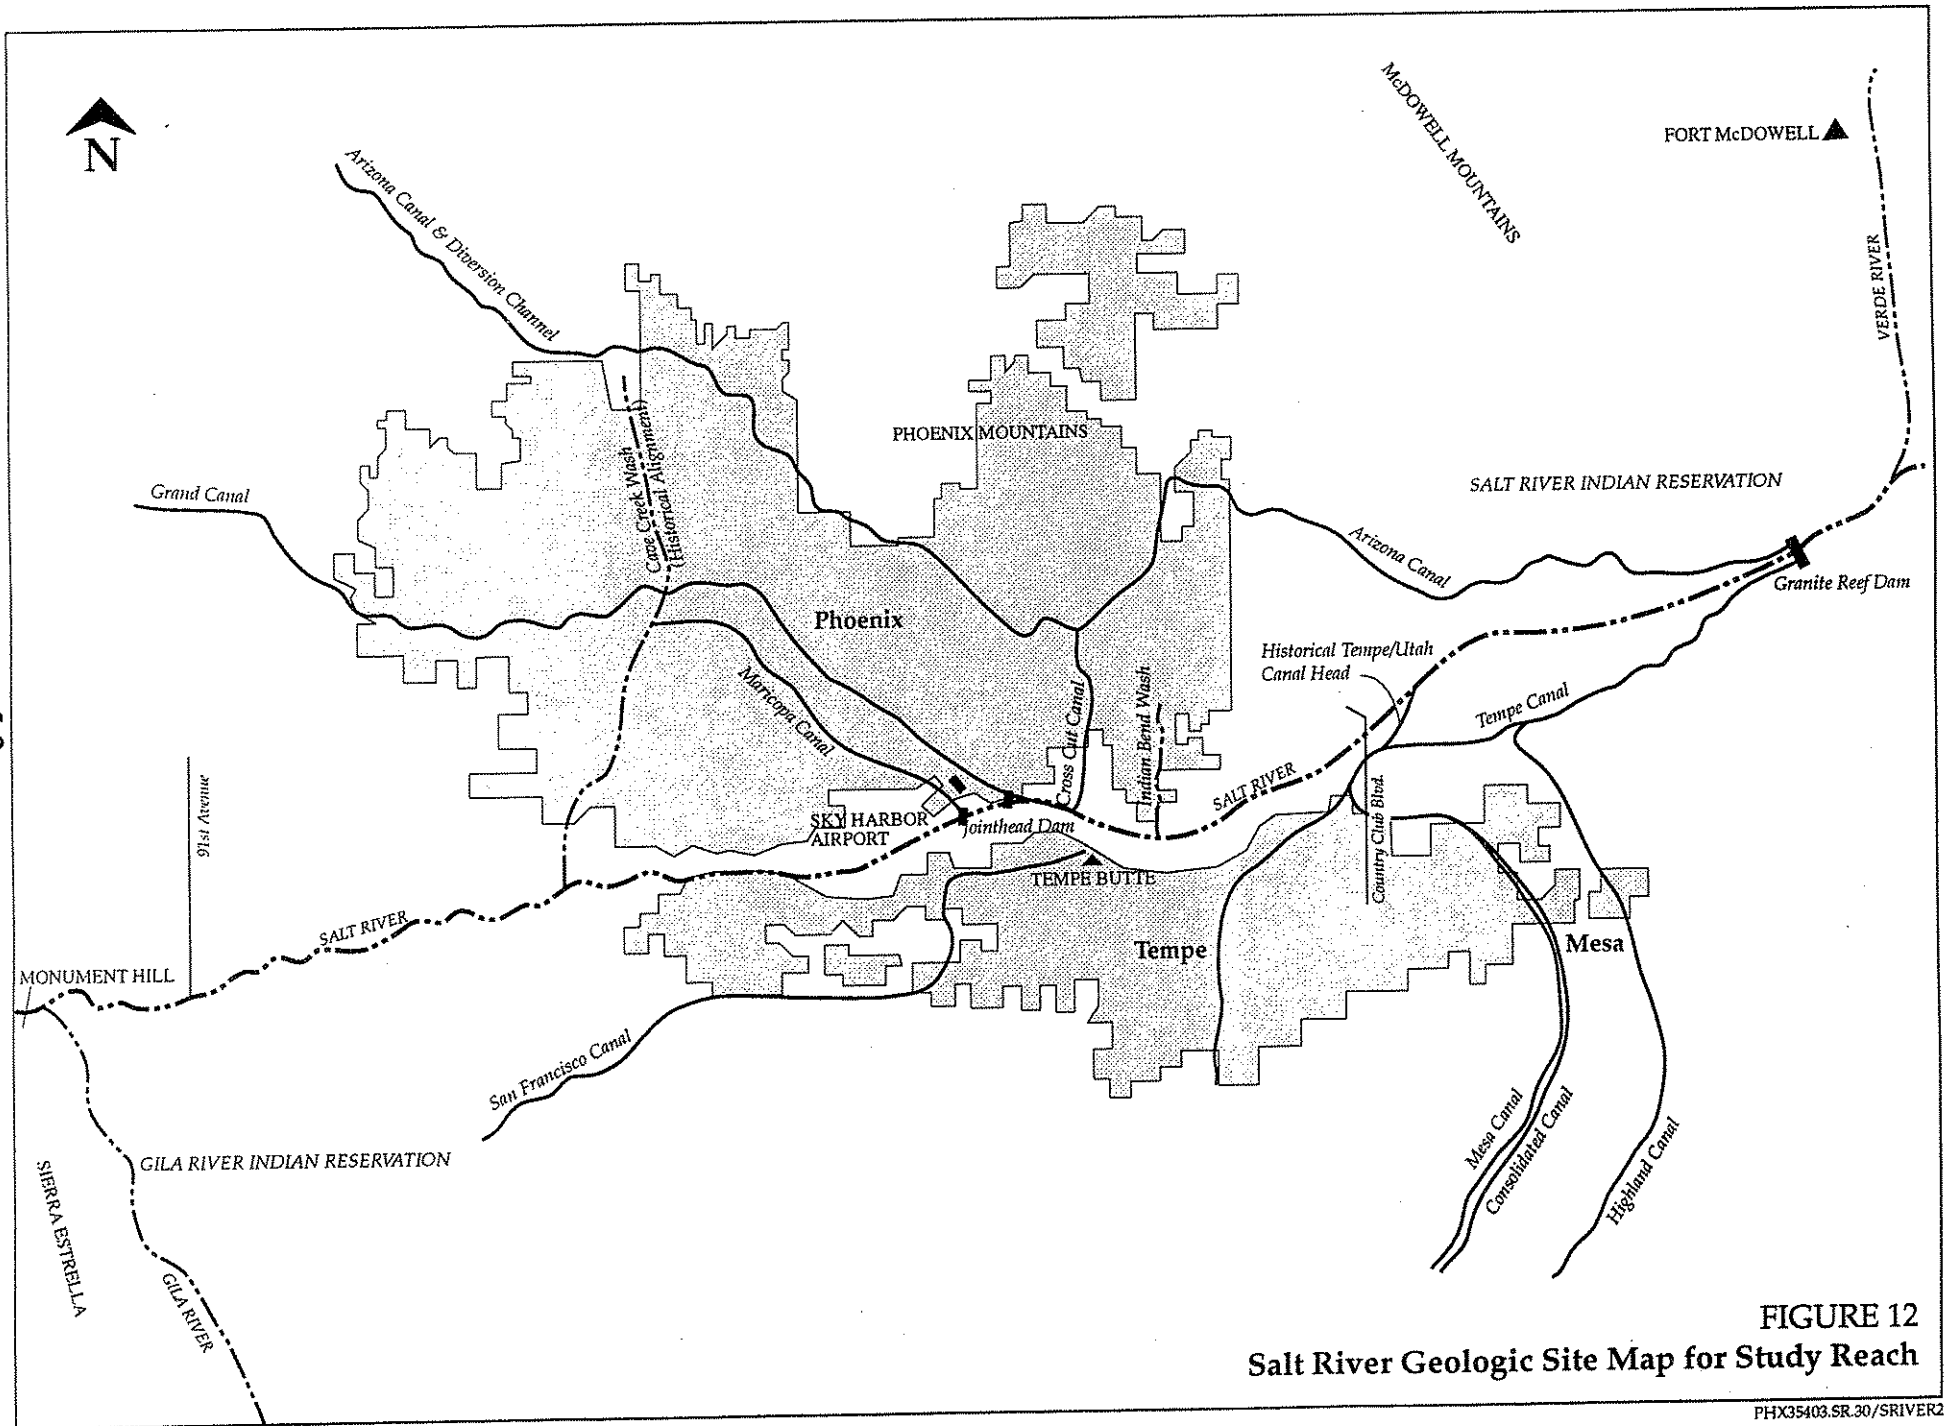 N
McDOWELL MOUNTAINS
FORT McDOWELL
Arizona Canal & Diversion Channel
VERDE RIVER
PHOENIX MOUNTAINS
Grand Canal
Cave Creek Wash
(Historical Alignment)
SALT RIVER INDIAN RESERVATION
Arizona Canal
Granite Reef Dam
Phoenix
Historical Tempe/Utah
Canal Head
Maricopa Canal
Cross Cut Canal
Indian Bend Wash
Tempe Canal
91st Avenue
SALT RIVER
SKY HARBOR
AIRPORT
Jointhead Dam
Country Club Blvd.
TEMPE BUTTE
SALT RIVER
Tempe
Mesa
MONUMENT HILL
San Francisco Canal
Mesa Canal
Consolidated Canal
Highland Canal
GILA RIVER INDIAN RESERVATION
SIERRA ESTRELLA
GILA RIVER
FIGURE 12
Salt River Geologic Site Map for Study Reach
PHX35403.SR.30/SRIVER2